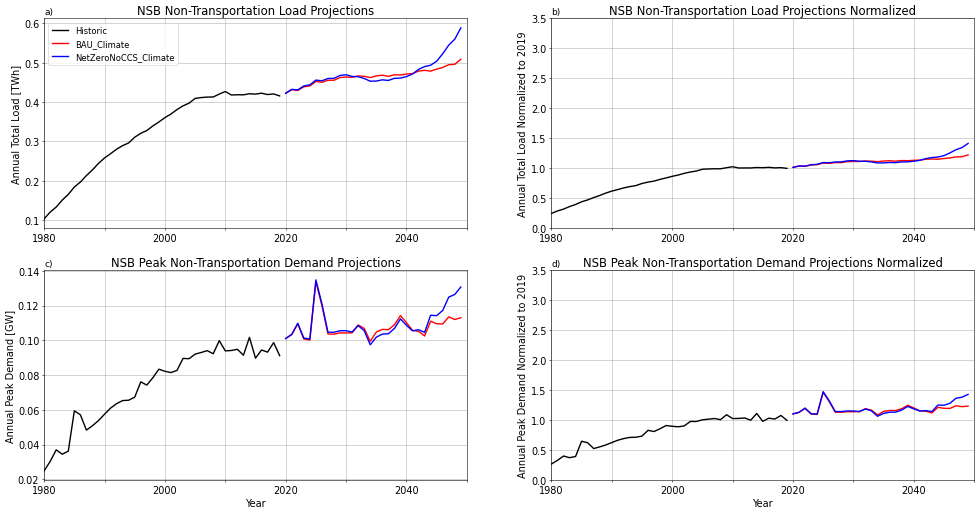 a)
NSB Non-Transportation Load Projections
Annual Total Load [TWh]
0.6
0.5
0.4
0.3
0.2
0.1
Historic
BAU_Climate
NetZeroNoCCS_Climate
1980
2000
2020
2040
b)
NSB Non-Transportation Load Projections Normalized
Annual Total Load Normalized to 2019
3.5
3.0
2.5
2.0
1.5
1.0
0.5
0.0
1980
2000
2020
2040
c)
NSB Peak Non-Transportation Demand Projections
Annual Peak Demand [GW]
0.14
0.12
0.10
0.08
0.06
0.04
0.02
1980
2000
2020
2040
Year
d)
NSB Peak Non-Transportation Demand Projections Normalized
Annual Peak Demand Normalized to 2019
3.5
3.0
2.5
2.0
1.5
1.0
0.5
0.0
1980
2000
2020
2040
Year